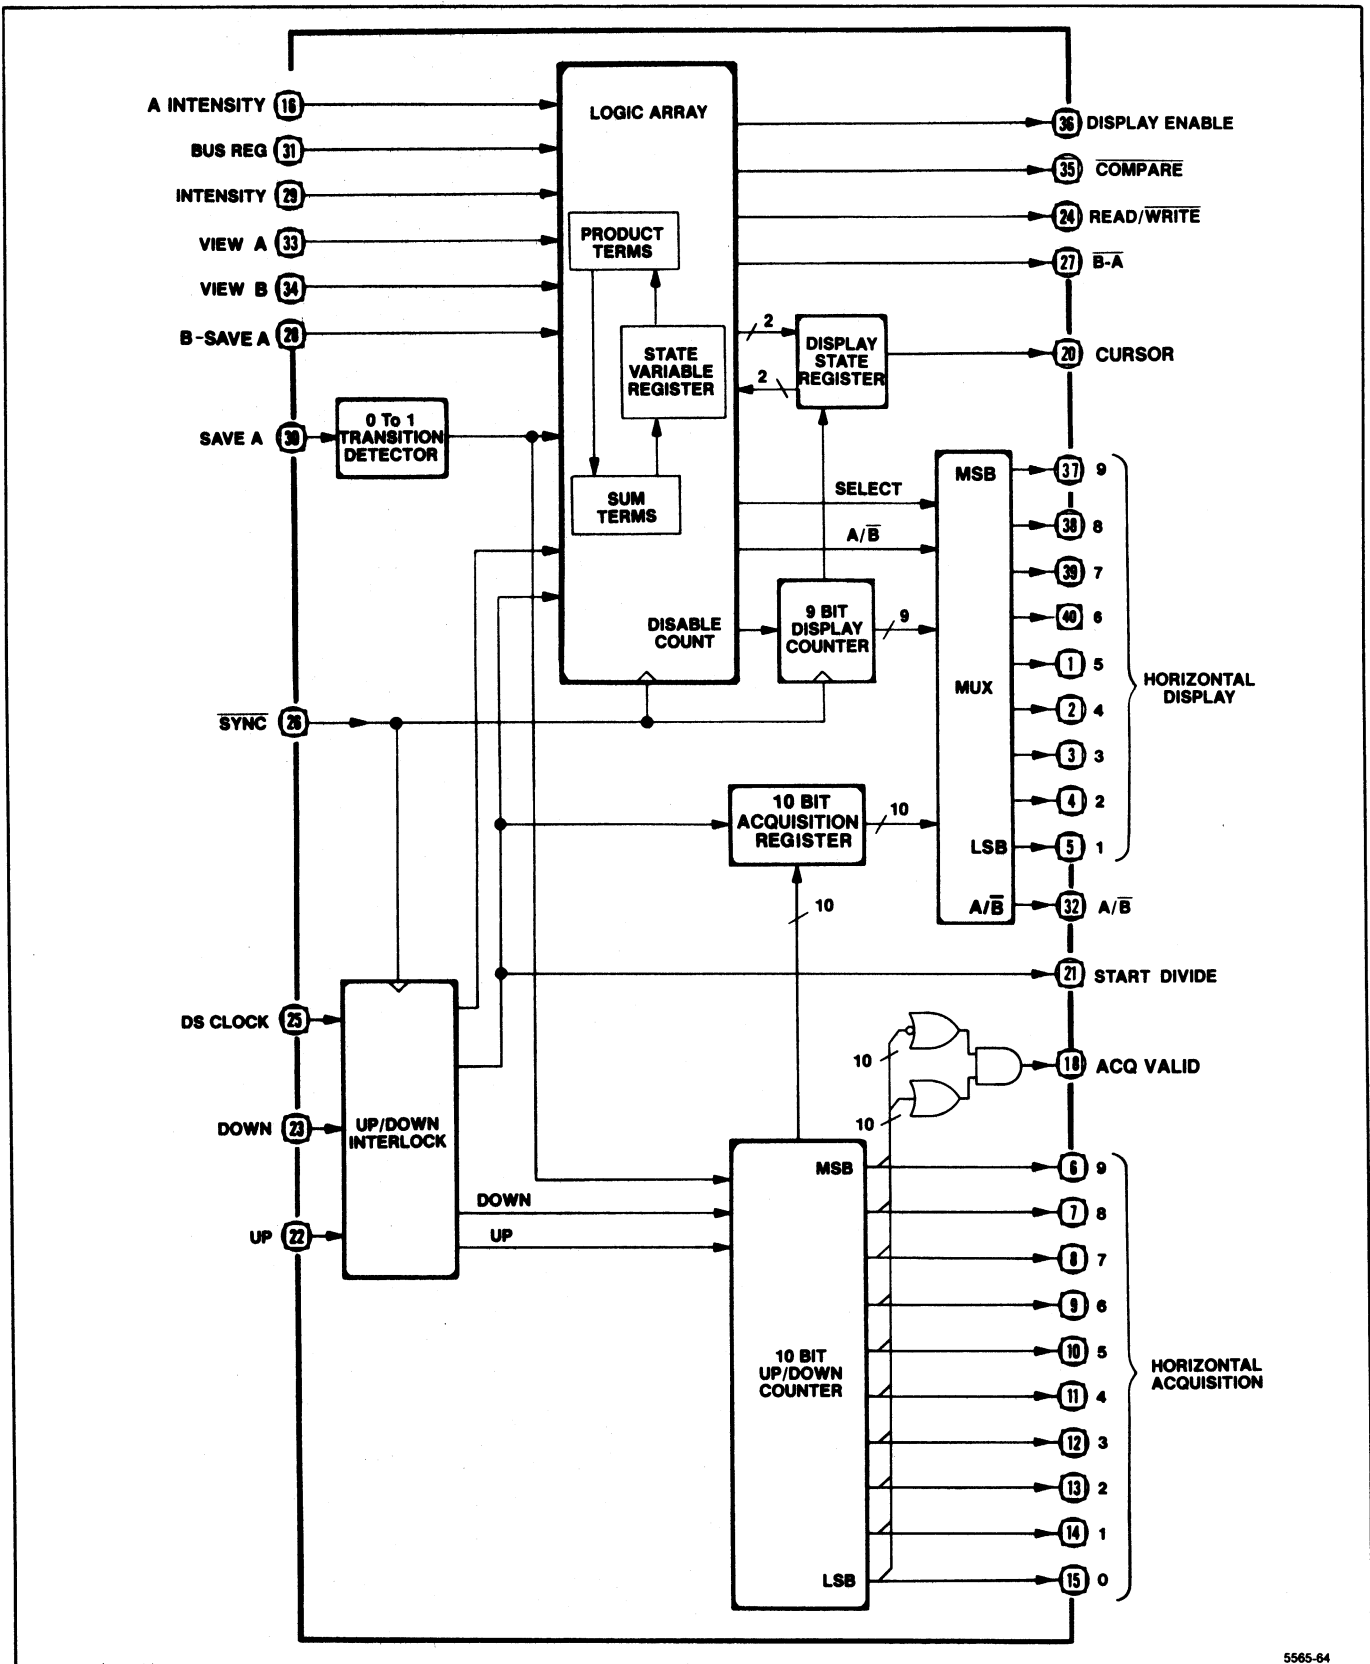 A INTENSITY 16
BUS REG 31
INTENSITY 29
VIEW A 33
VIEW B 34
B-SAVE A 28
SAVE A 30
0 To 1
TRANSITION
DETECTOR
SYNC 26
DS CLOCK 25
DOWN 23
UP 22
UP/DOWN
INTERLOCK
DOWN
UP
LOGIC ARRAY
PRODUCT
TERMS
STATE
VARIABLE
REGISTER
SUM
TERMS
DISABLE
COUNT
2
2
DISPLAY
STATE
REGISTER
SELECT
A/B̅
9 BIT
DISPLAY
COUNTER
9
10 BIT
ACQUISITION
REGISTER
10
10
MSB
MUX
LSB
A/B̅
36 DISPLAY ENABLE
35 C̅O̅M̅P̅A̅R̅E̅
24 READ/W̅R̅I̅T̅E̅
27 B̅-̅A̅
20 CURSOR
37 9
38 8
39 7
40 6
1 5
2 4
3 3
4 2
5 1
HORIZONTAL
DISPLAY
32 A/B̅
21 START DIVIDE
10
10
18 ACQ VALID
MSB
10 BIT
UP/DOWN
COUNTER
LSB
6 9
7 8
8 7
9 6
10 5
11 4
12 3
13 2
14 1
15 0
HORIZONTAL
ACQUISITION
5565-64